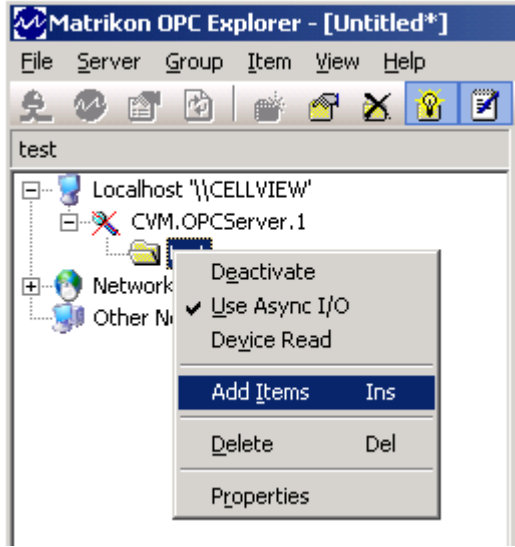 Matrikon OPC Explorer - [Untitled*]
File Server Group Item View Help
test
Localhost '\\CELLVIEW'
CVM.OPCServer.1
Network
Other N
Deactivate
Use Async I/O
Device Read
Add Items Ins
Delete Del
Properties